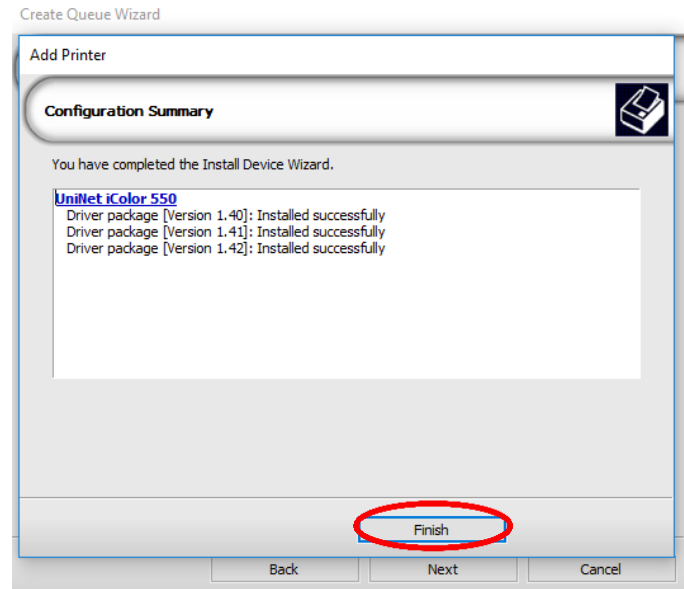 Create Queue Wizard
Add Printer
Configuration Summary
You have completed the Install Device Wizard.
UniNet iColor 550
Driver package [Version 1.40]: Installed successfully
Driver package [Version 1.41]: Installed successfully
Driver package [Version 1.42]: Installed successfully
Finish
Back Next Cancel